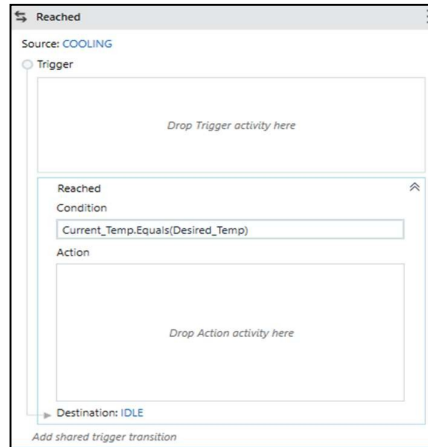 Reached
Source: COOLING
Trigger
Drop Trigger activity here
Reached
Condition
Current_Temp.Equals(Desired_Temp)
Action
Drop Action activity here
Destination: IDLE
Add shared trigger transition